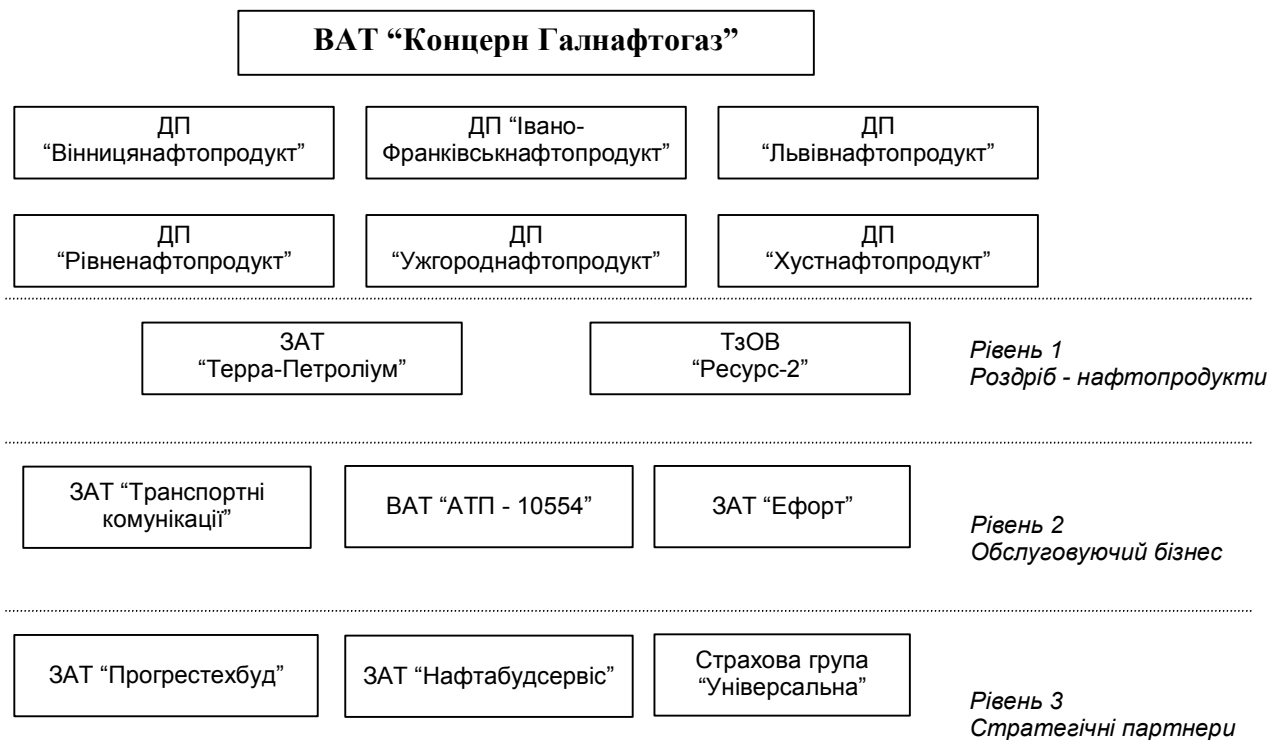 ВАТ “Концерн Галнафтогаз”
ДП
“Вінницянафтопродукт”
ДП “Івано-
Франківськнафтопродукт”
ДП
“Львівнафтопродукт”
ДП
“Рівненафтопродукт”
ДП
“Ужгороднафтопродукт”
ДП
“Хустнафтопродукт”
ЗАТ
“Терра-Петроліум”
ТзОВ
“Ресурс-2”
Рівень 1
Роздріб - нафтопродукти
ЗАТ “Транспортні
комунікації”
ВАТ “АТП - 10554”
ЗАТ “Ефорт”
Рівень 2
Обслуговуючий бізнес
ЗАТ “Прогрестехбуд”
ЗАТ “Нафтабудсервіс”
Страхова група
“Універсальна”
Рівень 3
Стратегічні партнери